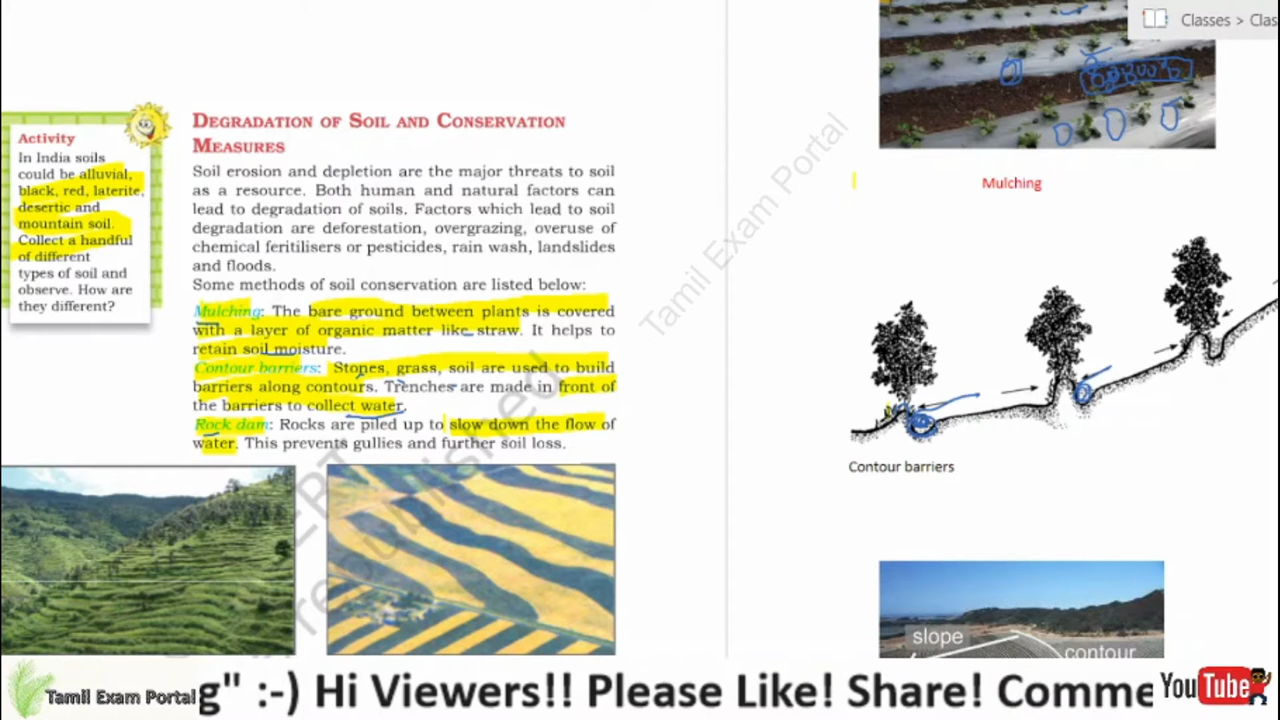 Classes > Clas
Activity
In India soils
could be alluvial,
black, red, laterite,
desertic and
mountain soil.
Collect a handful
of different
types of soil and
observe. How are
they different?
DEGRADATION OF SOIL AND CONSERVATION
MEASURES
Soil erosion and depletion are the major threats to soil
as a resource. Both human and natural factors can
lead to degradation of soils. Factors which lead to soil
degradation are deforestation, overgrazing, overuse of
chemical feritilisers or pesticides, rain wash, landslides
and floods.
Some methods of soil conservation are listed below:
Mulching: The bare ground between plants is covered
with a layer of organic matter like straw. It helps to
retain soil moisture.
Contour barriers: Stones, grass, soil are used to build
barriers along contours. Trenches are made in front of
the barriers to collect water.
Rock dam: Rocks are piled up to slow down the flow of
water. This prevents gullies and further soil loss.
Mulching
Contour barriers
slope
contour
Tamil Exam Portal
republished
Tamil Exam Portal
g" :-) Hi Viewers!! Please Like! Share! Comme
YouTube